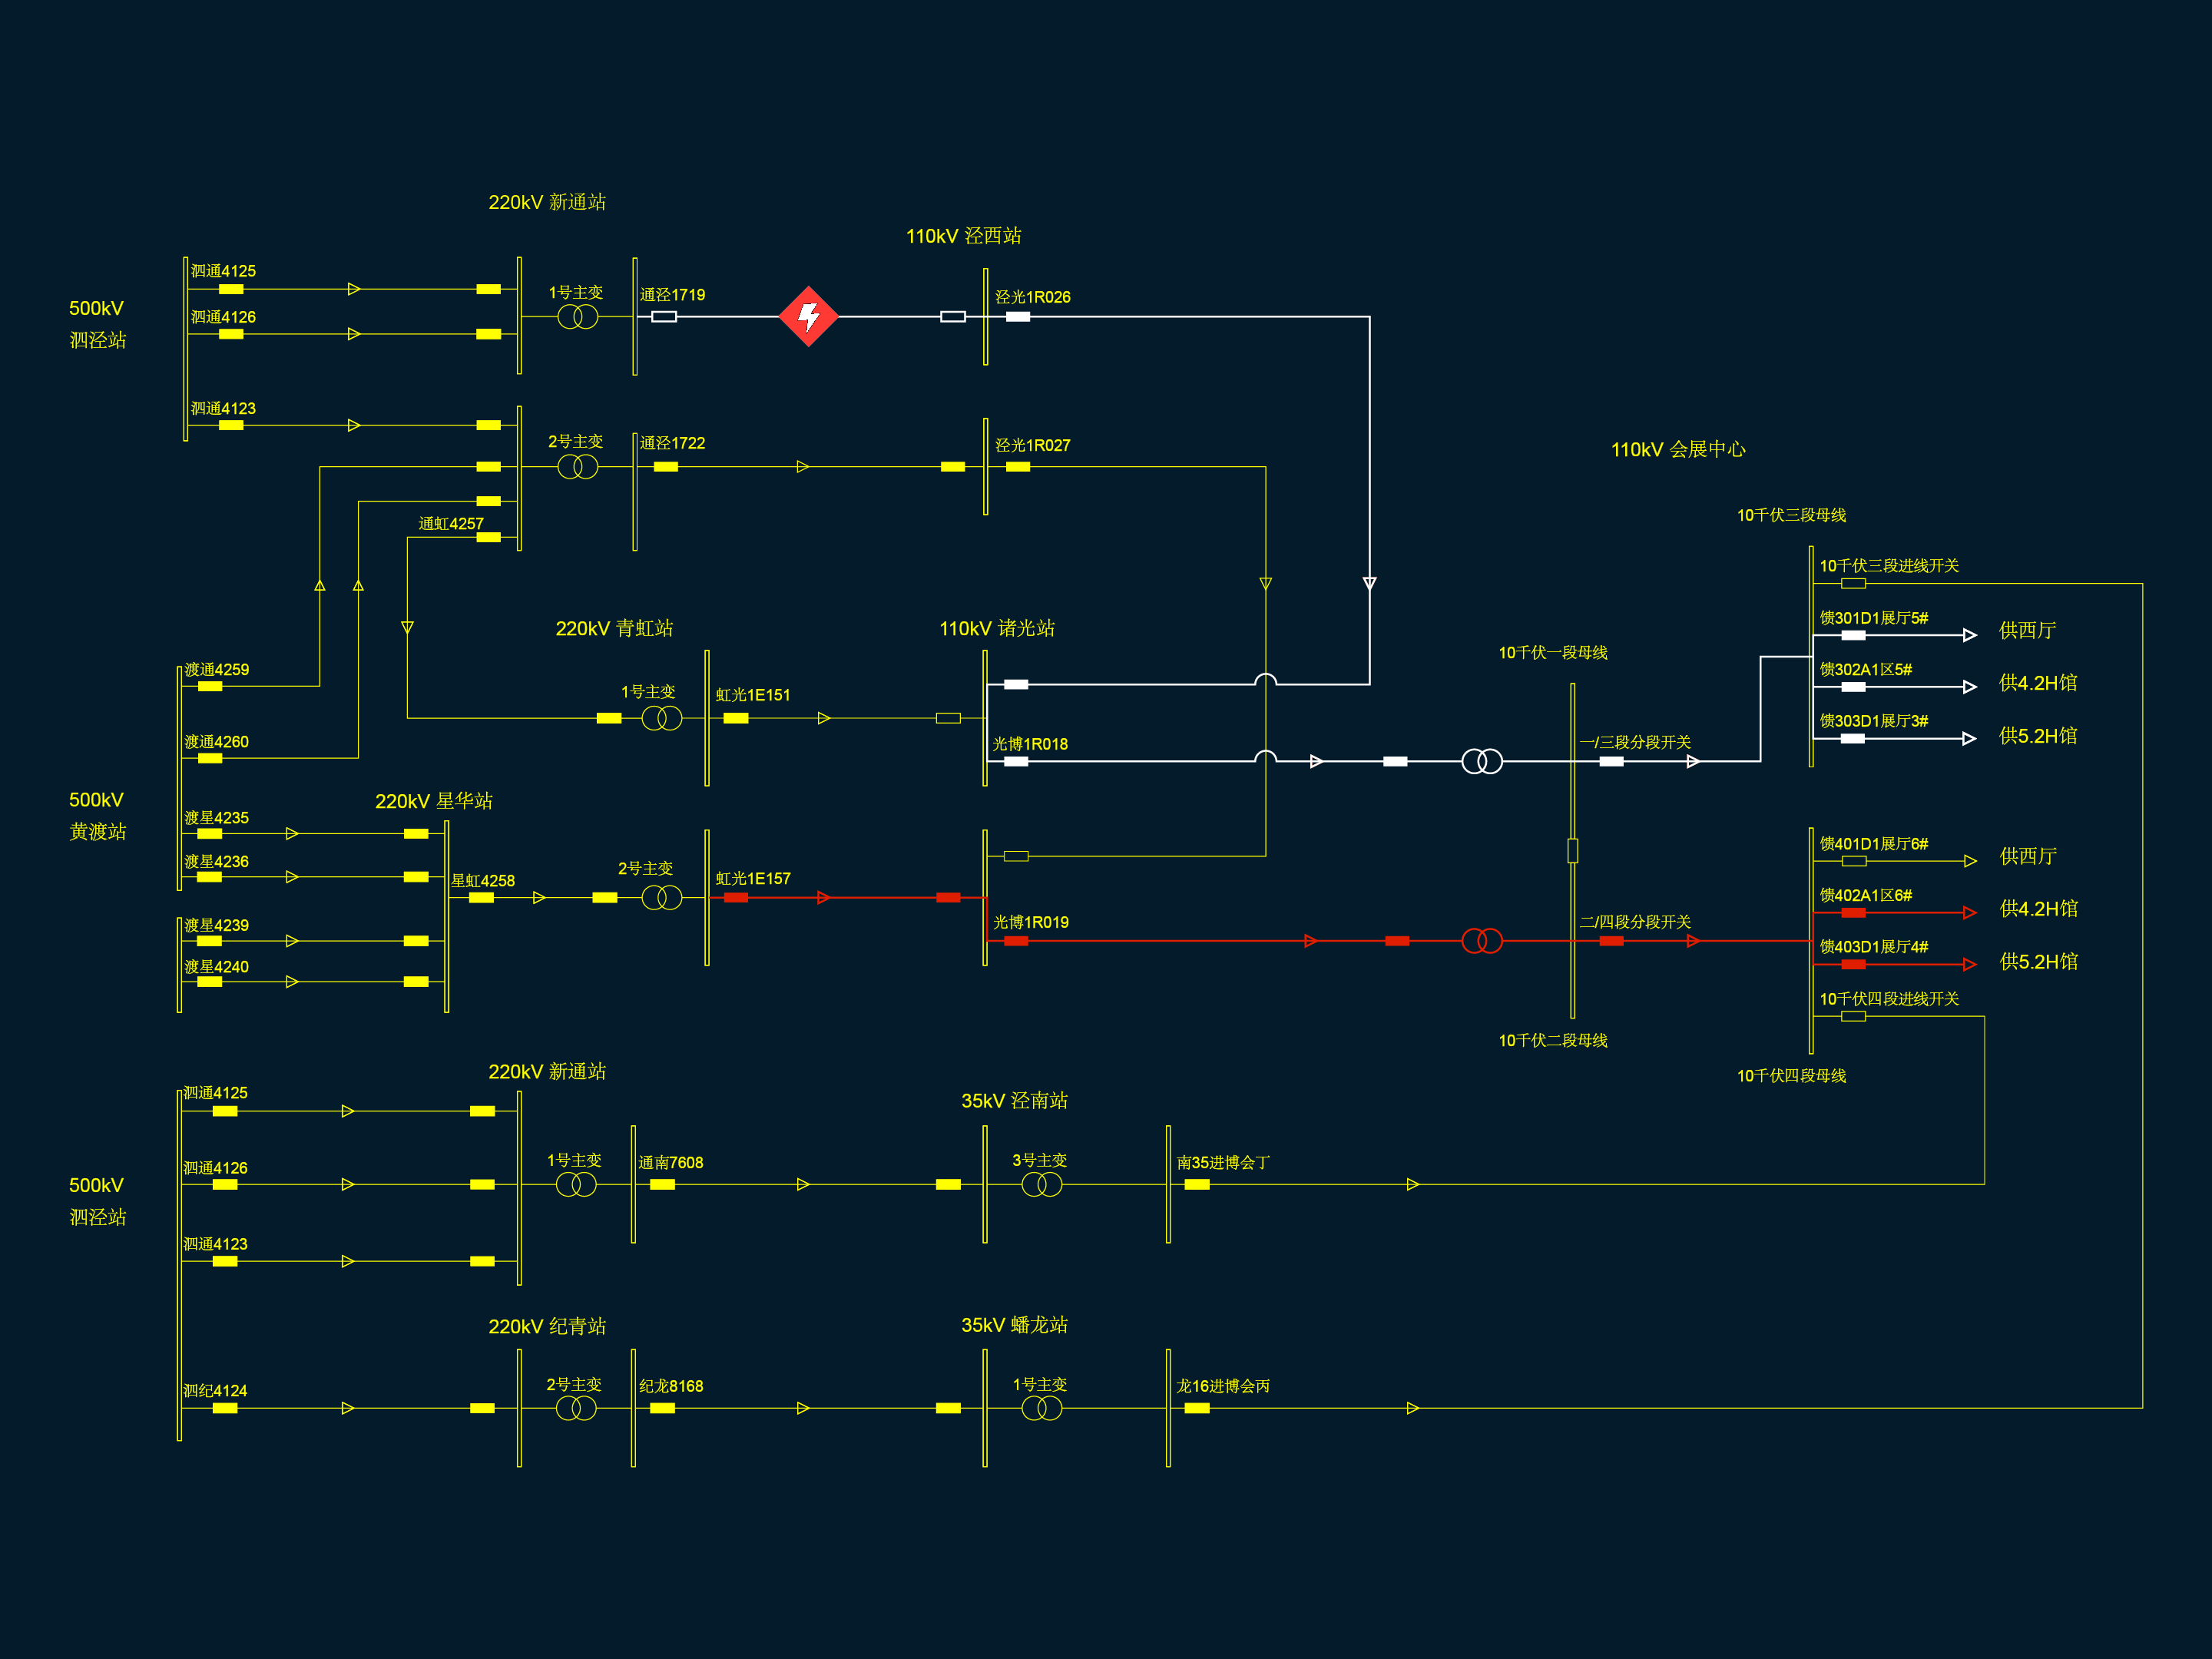 220kV 新通站
110kV 泾西站
泗通4125
1号主变
通泾1719
泾光1R026
500kV
泗泾站
泗通4126
泗通4123
2号主变
通泾1722
泾光1R027
110kV 会展中心
通虹4257
10千伏三段母线
10千伏三段进线开关
馈301D1展厅5#
供西厅
220kV 青虹站
110kV 诸光站
10千伏一段母线
渡通4259
1号主变
虹光1E151
馈302A1区5#
供4.2H馆
馈303D1展厅3#
供5.2H馆
渡通4260
光博1R018
一/三段分段开关
500kV
黄渡站
220kV 星华站
渡星4235
渡星4236
2号主变
星虹4258
虹光1E157
馈401D1展厅6#
供西厅
馈402A1区6#
供4.2H馆
渡星4239
光博1R019
二/四段分段开关
馈403D1展厅4#
供5.2H馆
渡星4240
10千伏四段进线开关
10千伏二段母线
220kV 新通站
10千伏四段母线
泗通4125
35kV 泾南站
泗通4126
1号主变
通南7608
3号主变
南35进博会丁
500kV
泗泾站
泗通4123
220kV 纪青站
35kV 蟠龙站
泗纪4124
2号主变
纪龙8168
1号主变
龙16进博会丙